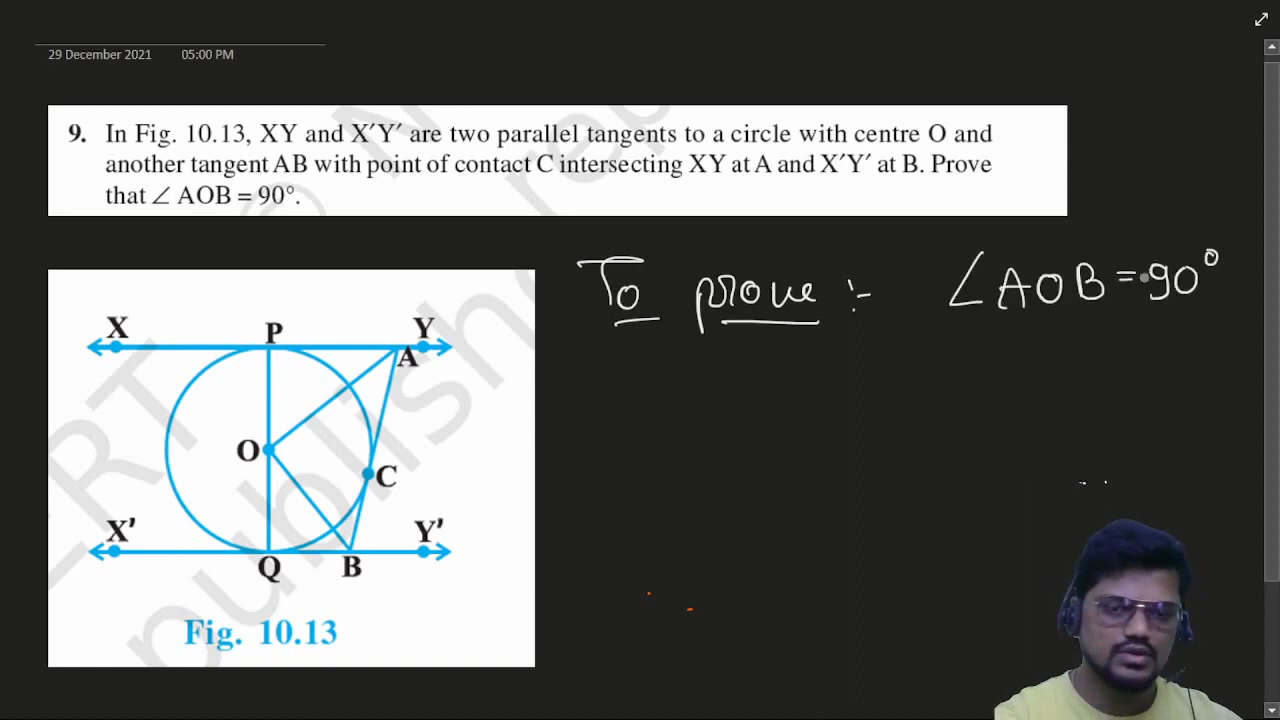 29 December 2021 05:00 PM
9. In Fig. 10.13, XY and X′Y′ are two parallel tangents to a circle with centre O and
another tangent AB with point of contact C intersecting XY at A and X′Y′ at B. Prove
that ∠ AOB = 90°.
To prove :- ∠AOB = 90°
X P Y
A
O
C
X' Y'
Q B
Fig. 10.13